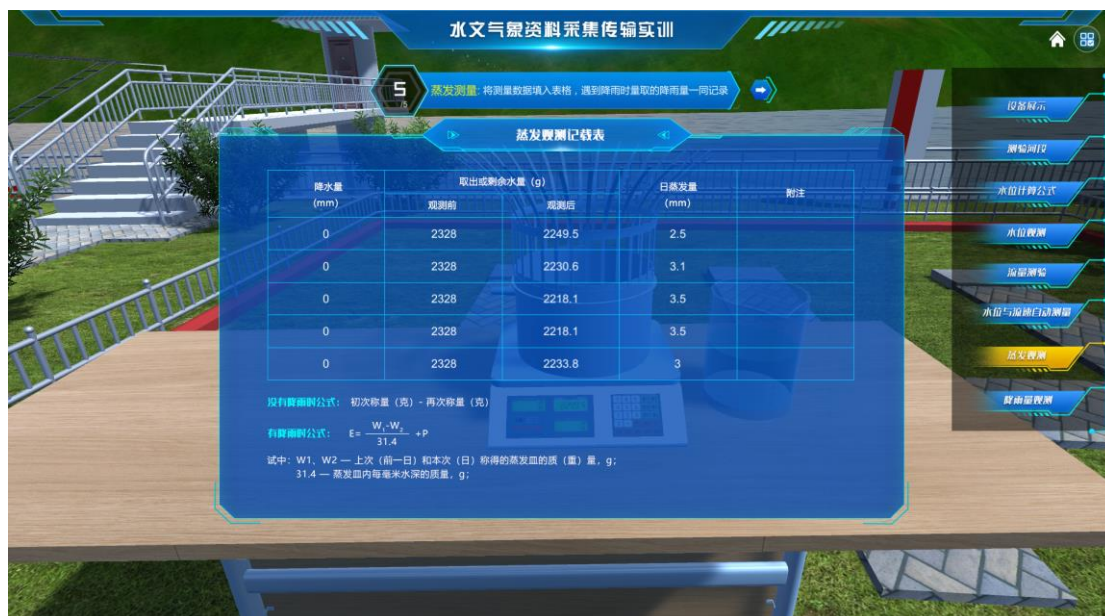 水文气象资料采集传输实训
5
/5
蒸发测量: 将测量数据填入表格，遇到降雨时量取的降雨量一同记录
蒸发观测记载表
降水量 (mm) 取出或剩余水量 (g) 日蒸发量 (mm) 附注
观测前 观测后
0 2328 2249.5 2.5
0 2328 2230.6 3.1
0 2328 2218.1 3.5
0 2328 2218.1 3.5
0 2328 2233.8 3
没有降雨时公式： 初次称量（克）- 再次称量（克）
有降雨时公式： E= W₁-W₂ / 31.4 +P
试中：W1、W2 — 上次（前一日）和本次（日）称得的蒸发皿的质（重）量，g；
31.4 — 蒸发皿内每毫米水深的质量，g；
设备展示
测验河段
水位计算公式
水位观测
流量测验
水位与流速自动测量
蒸发观测
降雨量观测